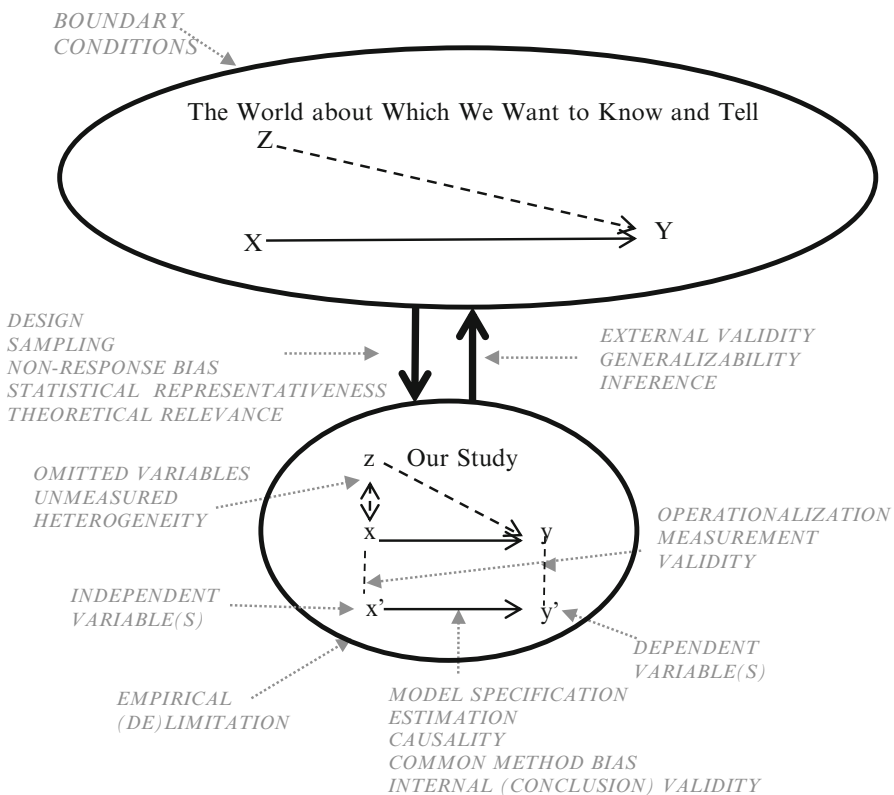 BOUNDARY
CONDITIONS
The World about Which We Want to Know and Tell
Z
X
Y
DESIGN
SAMPLING
NON-RESPONSE BIAS
STATISTICAL REPRESENTATIVENESS
THEORETICAL RELEVANCE
EXTERNAL VALIDITY
GENERALIZABILITY
INFERENCE
z Our Study
OMITTED VARIABLES
UNMEASURED
HETEROGENEITY
x
y
OPERATIONALIZATION
MEASUREMENT
VALIDITY
INDEPENDENT
VARIABLE(S)
x'
y'
DEPENDENT
VARIABLE(S)
EMPIRICAL
(DE)LIMITATION
MODEL SPECIFICATION
ESTIMATION
CAUSALITY
COMMON METHOD BIAS
INTERNAL (CONCLUSION) VALIDITY